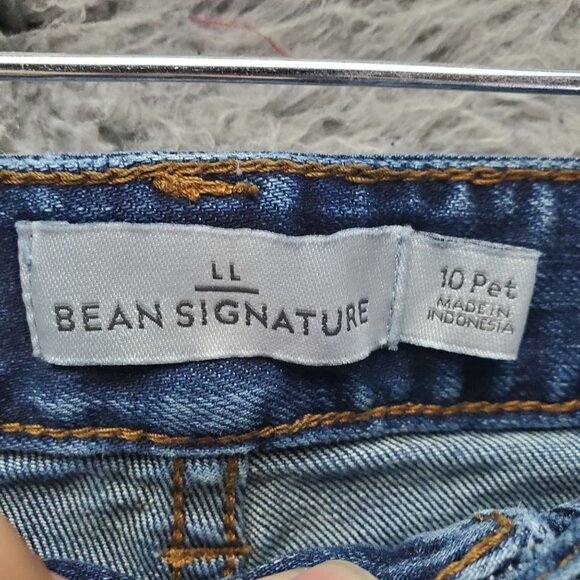 LL
BEAN SIGNATURE
10 Pet
MADE IN
INDONESIA